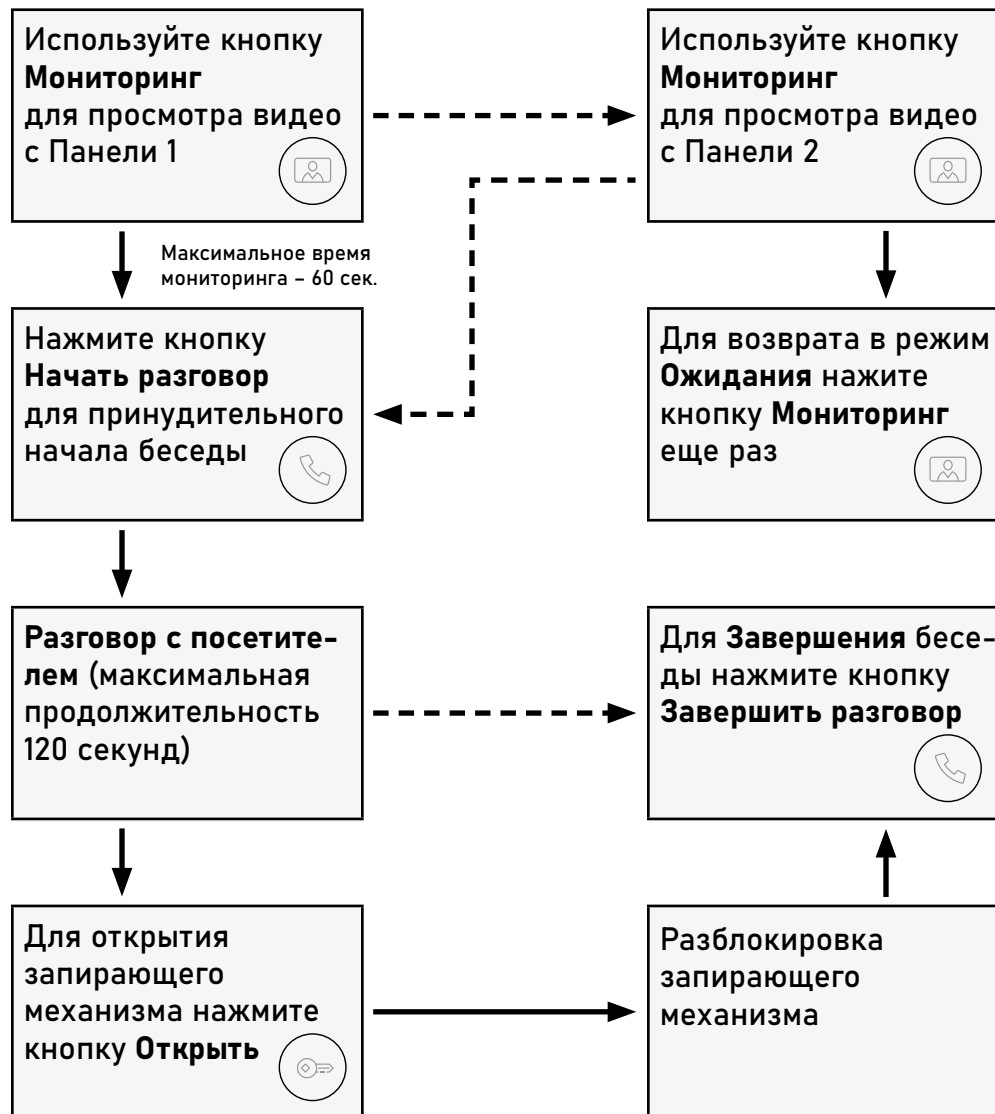 Используйте кнопку
Мониторинг
для просмотра видео
с Панели 1
Используйте кнопку
Мониторинг
для просмотра видео
с Панели 2
Максимальное время
мониторинга – 60 сек.
Нажмите кнопку
Начать разговор
для принудительного
начала беседы
Для возврата в режим
Ожидания нажите
кнопку Мониторинг
еще раз
Разговор с посетите-
лем (максимальная
продолжительность
120 секунд)
Для Завершения бесе-
ды нажмите кнопку
Завершить разговор
Для открытия
запирающего
механизма нажмите
кнопку Открыть
Разблокировка
запирающего
механизма